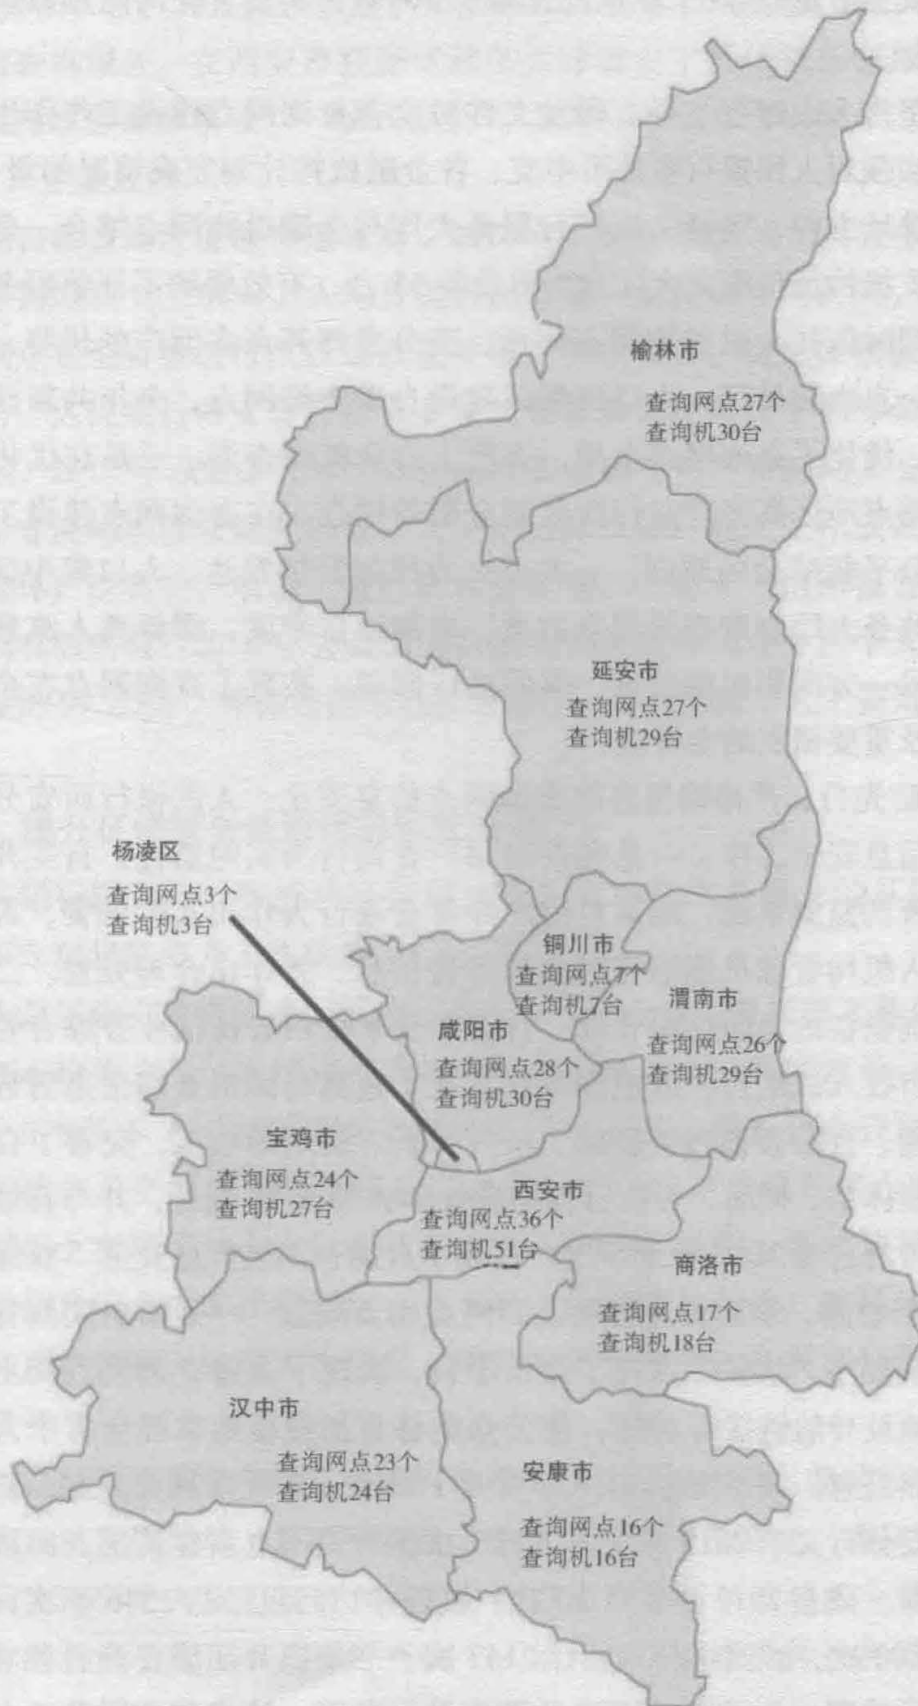 榆林市
查询网点27个
查询机30台
延安市
查询网点27个
查询机29台
杨凌区
查询网点3个
查询机3台
铜川市
查询网点7个
查询机7台
渭南市
查询网点26个
查询机29台
咸阳市
查询网点28个
查询机30台
宝鸡市
查询网点24个
查询机27台
西安市
查询网点36个
查询机51台
商洛市
查询网点17个
查询机18台
汉中市
查询网点23个
查询机24台
安康市
查询网点16个
查询机16台